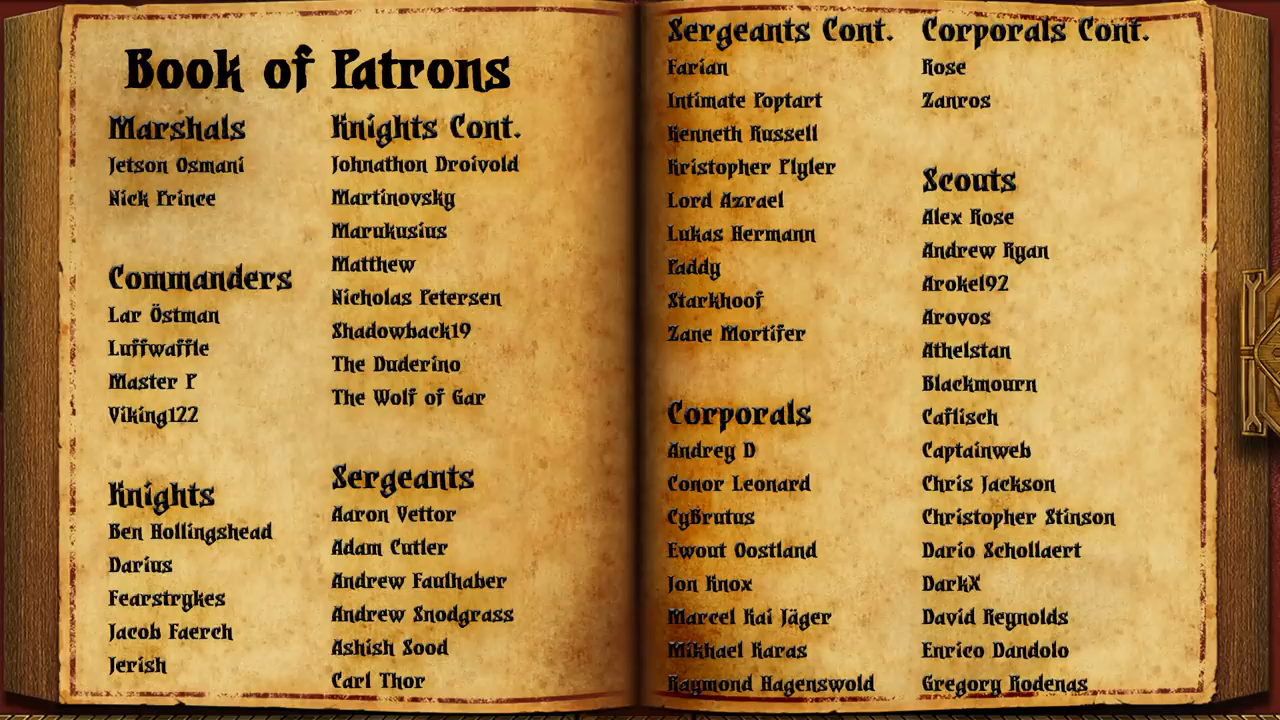 Book of Patrons
Marshals
Jetson Osmani
Nick Prince
Commanders
Lar Östman
Luffwaffle
Master P
Viking122
Knights
Ben Hollingshead
Darius
Fearstrykes
Jacob Faerch
Jerish
Knights Cont.
Johnathon Droivold
Martinovsky
Marukusius
Matthew
Nicholas Petersen
Shadowback19
The Duderino
The Wolf of Gar
Sergeants
Aaron Vettor
Adam Cutler
Andrew Faulhaber
Andrew Snodgrass
Ashish Sood
Carl Thor
Sergeants Cont.
Farian
Intimate Poptart
Kenneth Russell
Kristopher Plyler
Lord Azrael
Lukas Hermann
Paddy
Starkhoof
Zane Mortifer
Corporals
Andrey D
Conor Leonard
CyBrutus
Ewout Oostland
Jon Knox
Marcel Kai Jäger
Mikhael Karas
Raymond Hagenswold
Corporals Cont.
Rose
Zanros
Scouts
Alex Rose
Andrew Ryan
Arokel92
Arovos
Athelstan
Blackmourn
Caflisch
Captainweb
Chris Jackson
Christopher Stinson
Dario Schollaert
DarkX
David Reynolds
Enrico Dandolo
Gregory Rodenas